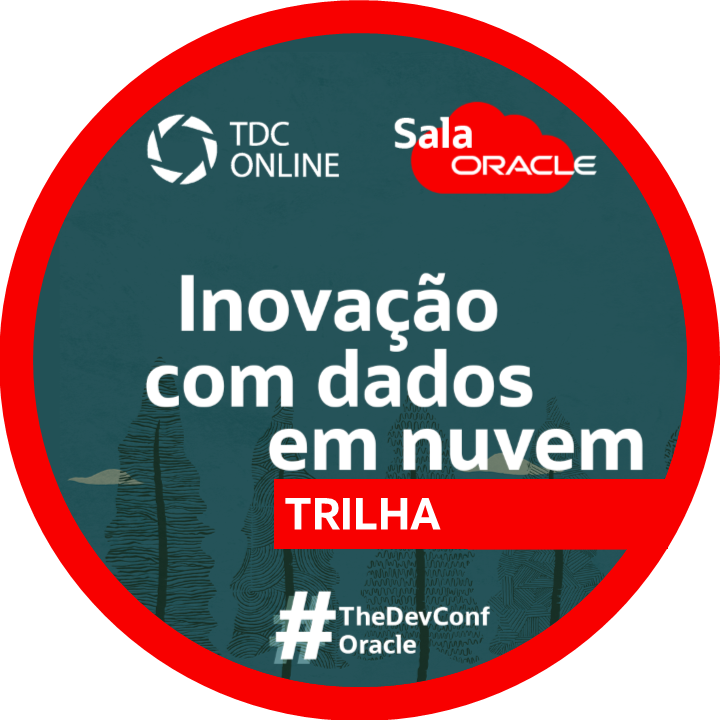 TDC
ONLINE
Sala
ORACLE
Inovação
com dados
em nuvem
TRILHA
#TheDevConf
Oracle